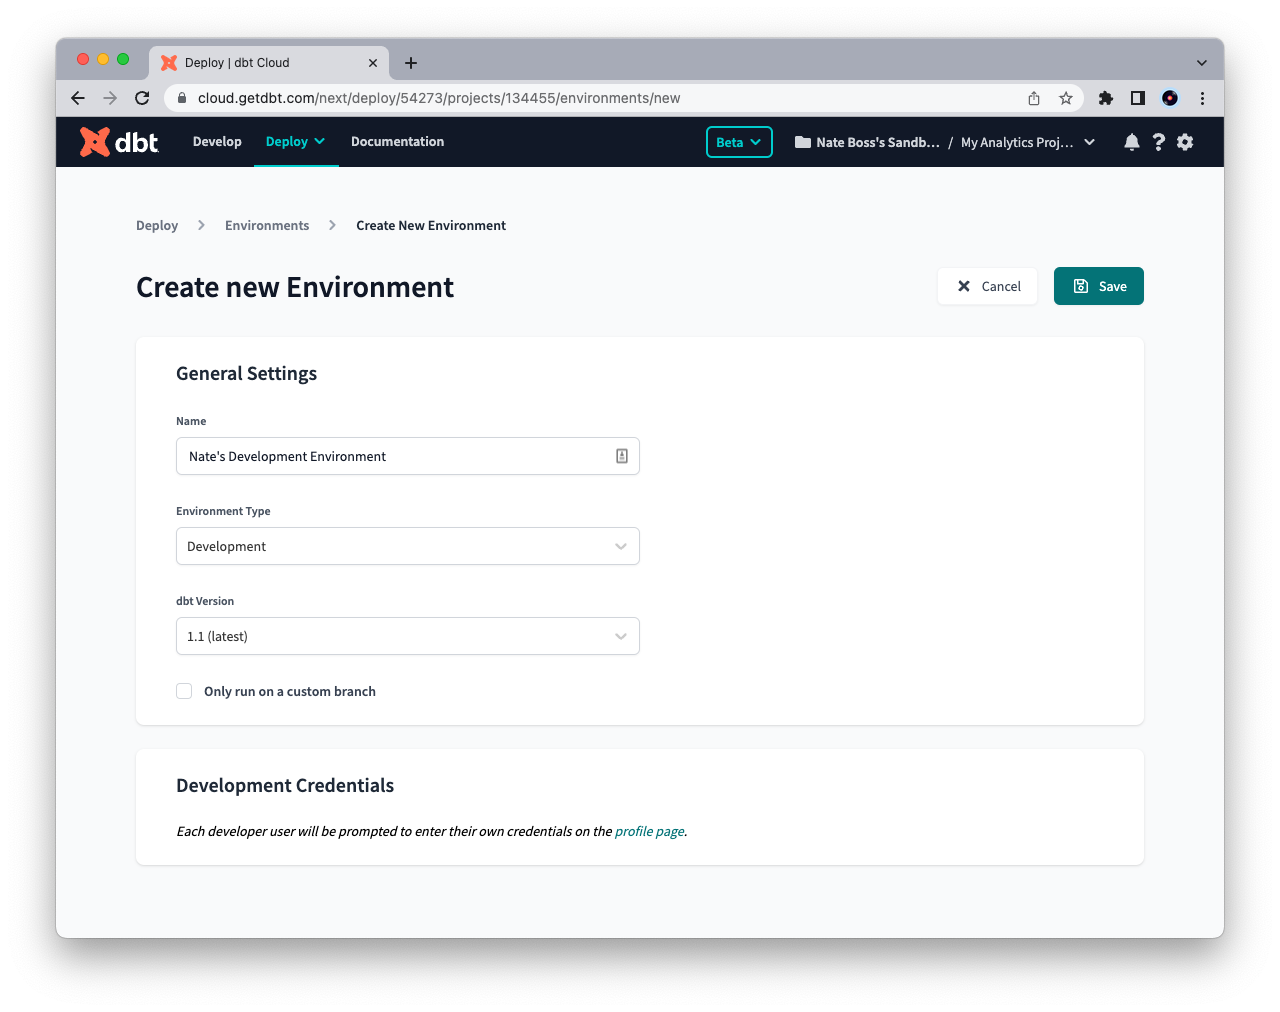 Deploy | dbt Cloud
cloud.getdbt.com/next/deploy/54273/projects/134455/environments/new
dbt Develop Deploy Documentation Beta Nate Boss's Sandb... / My Analytics Proj...
Deploy Environments Create New Environment
Create new Environment Cancel Save
General Settings
Name
Nate's Development Environment
Environment Type
Development
dbt Version
1.1 (latest)
Only run on a custom branch
Development Credentials
Each developer user will be prompted to enter their own credentials on the profile page.